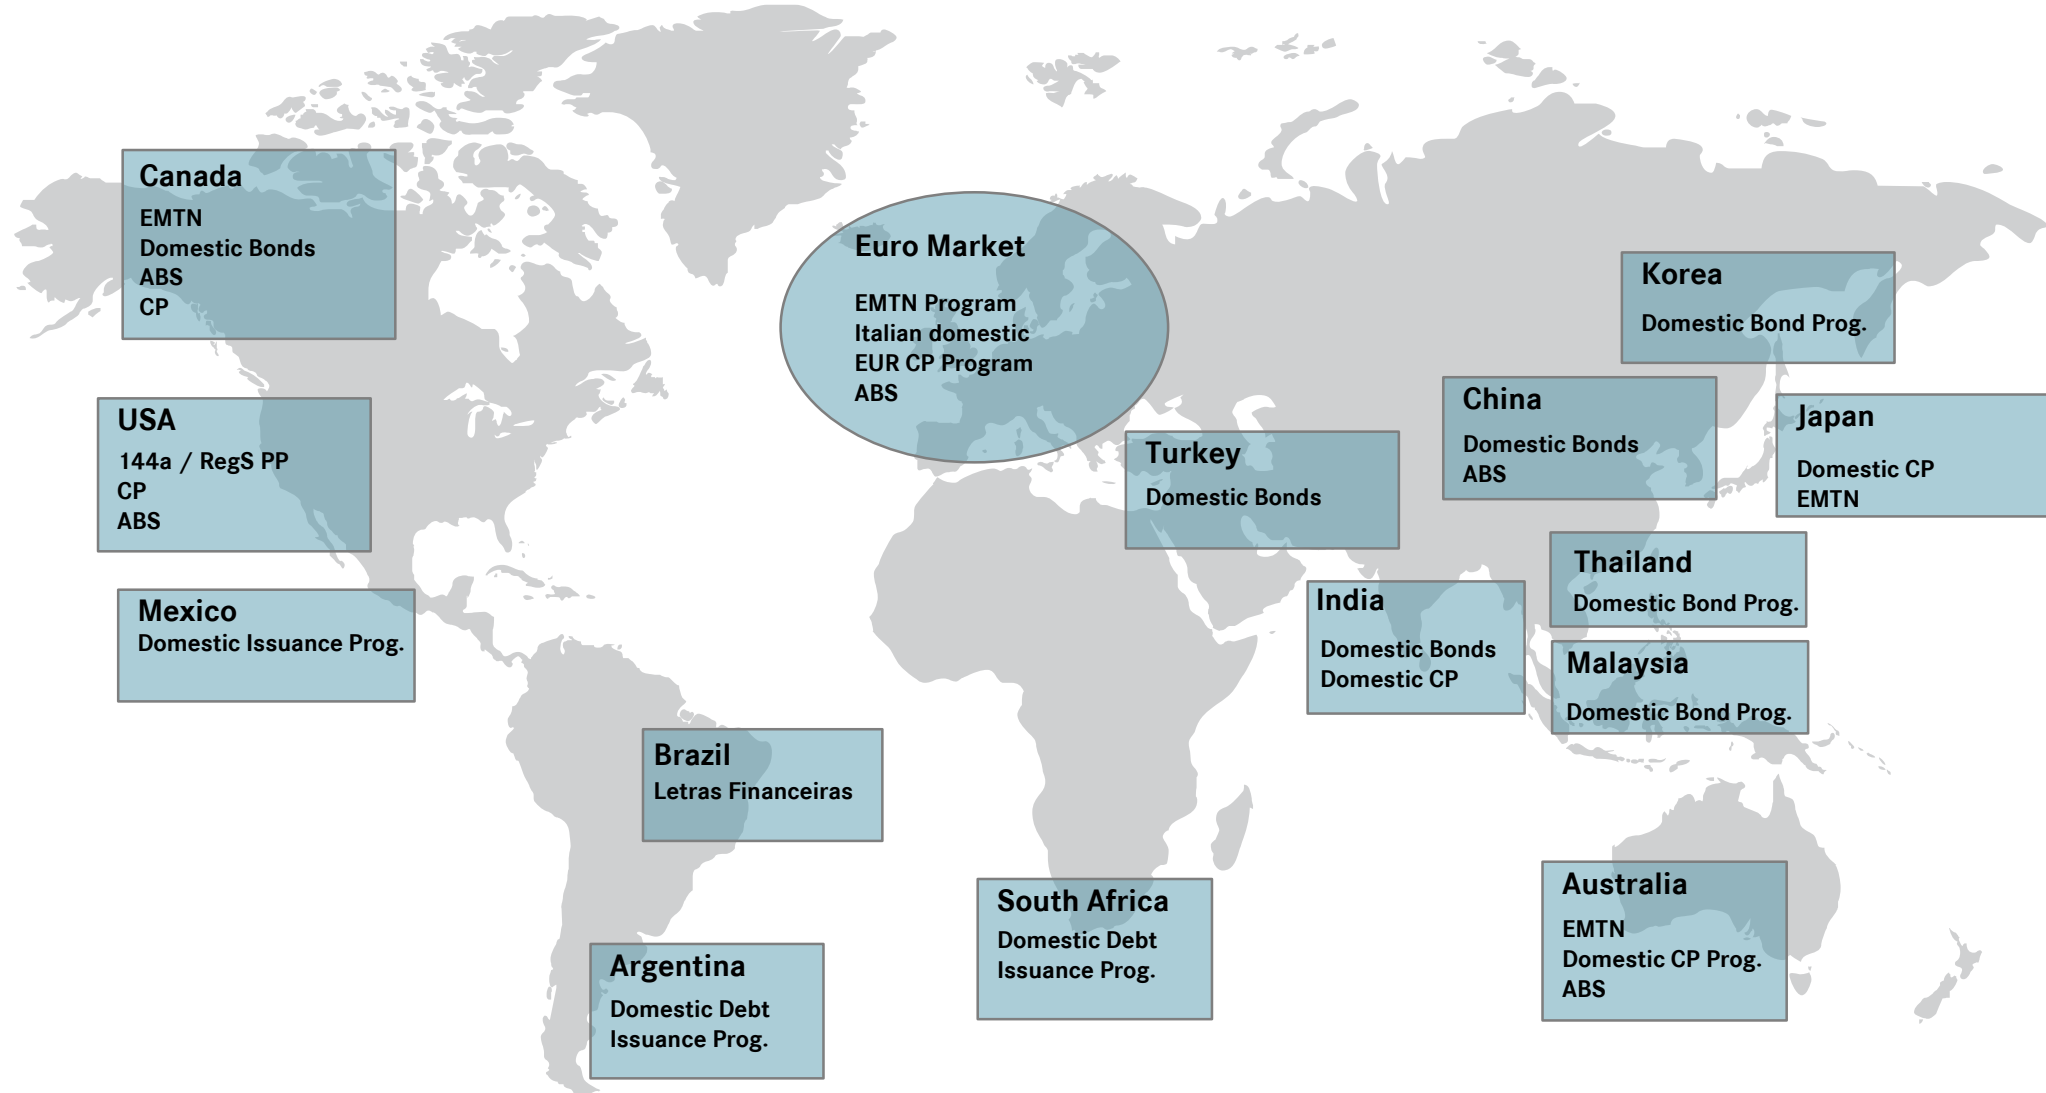 Canada
EMTN
Domestic Bonds
ABS
CP
USA
144a / RegS PP
CP
ABS
Mexico
Domestic Issuance Prog.
Brazil
Letras Financeiras
Argentina
Domestic Debt
Issuance Prog.
Euro Market
EMTN Program
Italian domestic
EUR CP Program
ABS
Turkey
Domestic Bonds
South Africa
Domestic Debt
Issuance Prog.
Korea
Domestic Bond Prog.
China
Domestic Bonds
ABS
Japan
Domestic CP
EMTN
Thailand
Domestic Bond Prog.
India
Domestic Bonds
Domestic CP
Malaysia
Domestic Bond Prog.
Australia
EMTN
Domestic CP Prog.
ABS